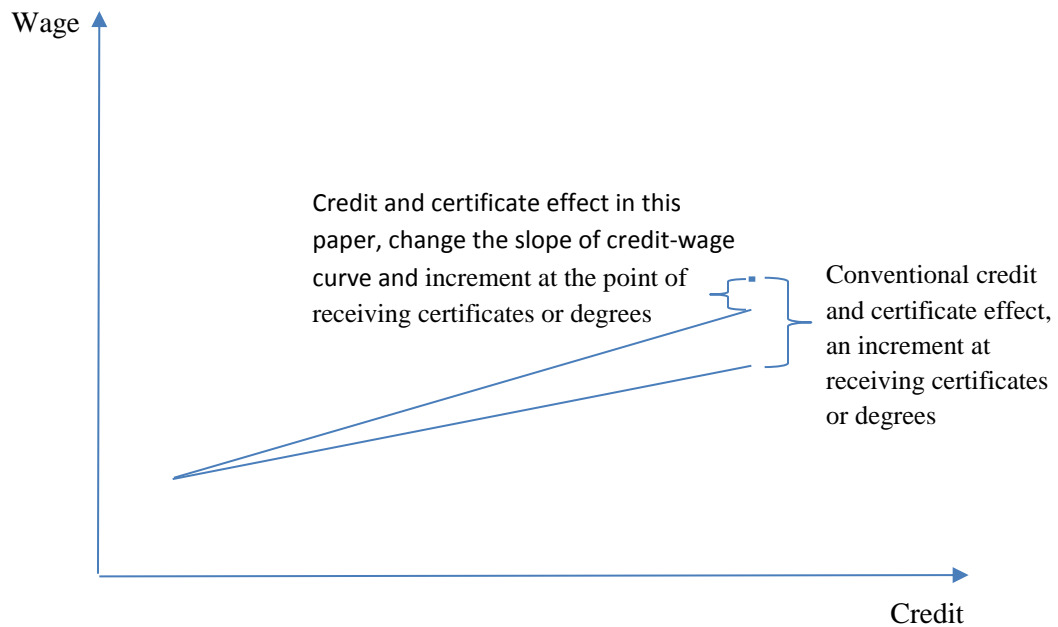 Wage
Credit and certificate effect in this
paper, change the slope of credit-wage
curve and increment at the point of
receiving certificates or degrees
Conventional credit
and certificate effect,
an increment at
receiving certificates
or degrees
Credit